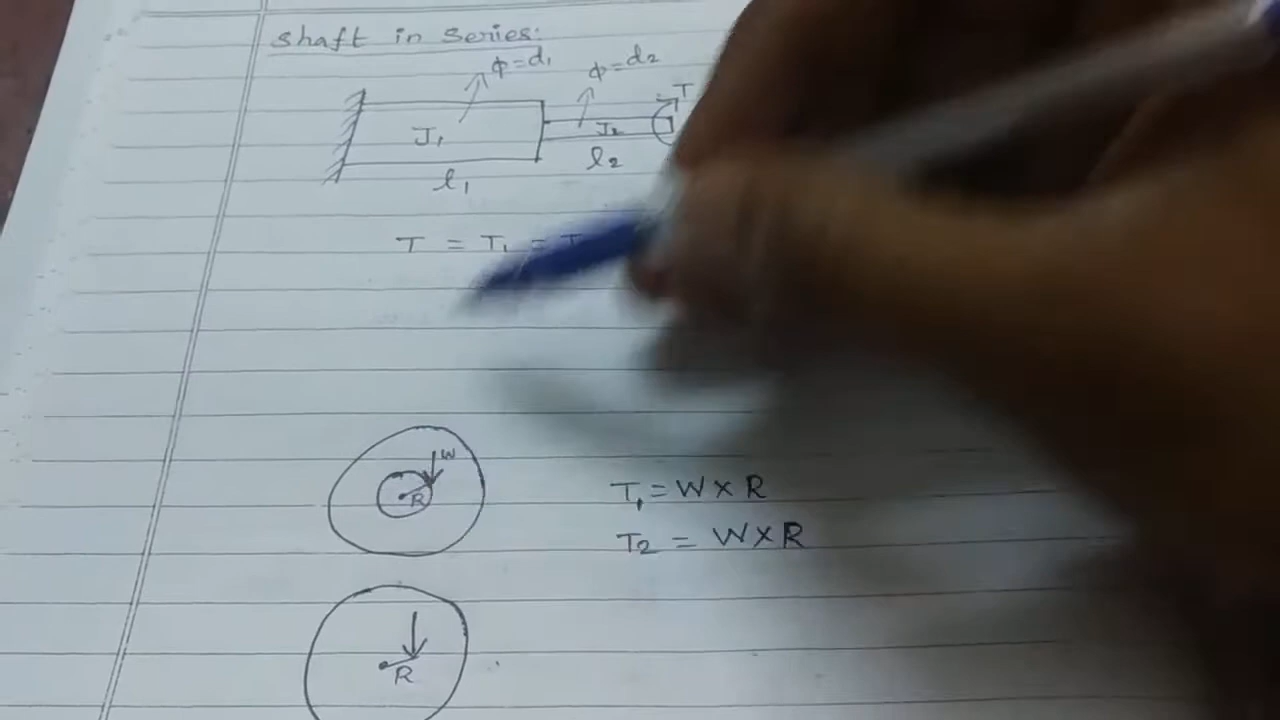 shaft in series:
ϕ=d₁
ϕ=d₂
T
J₁
J₂
l₁
l₂
T = T₁ =
W
R
T₁ = W × R
T₂ = W × R
R